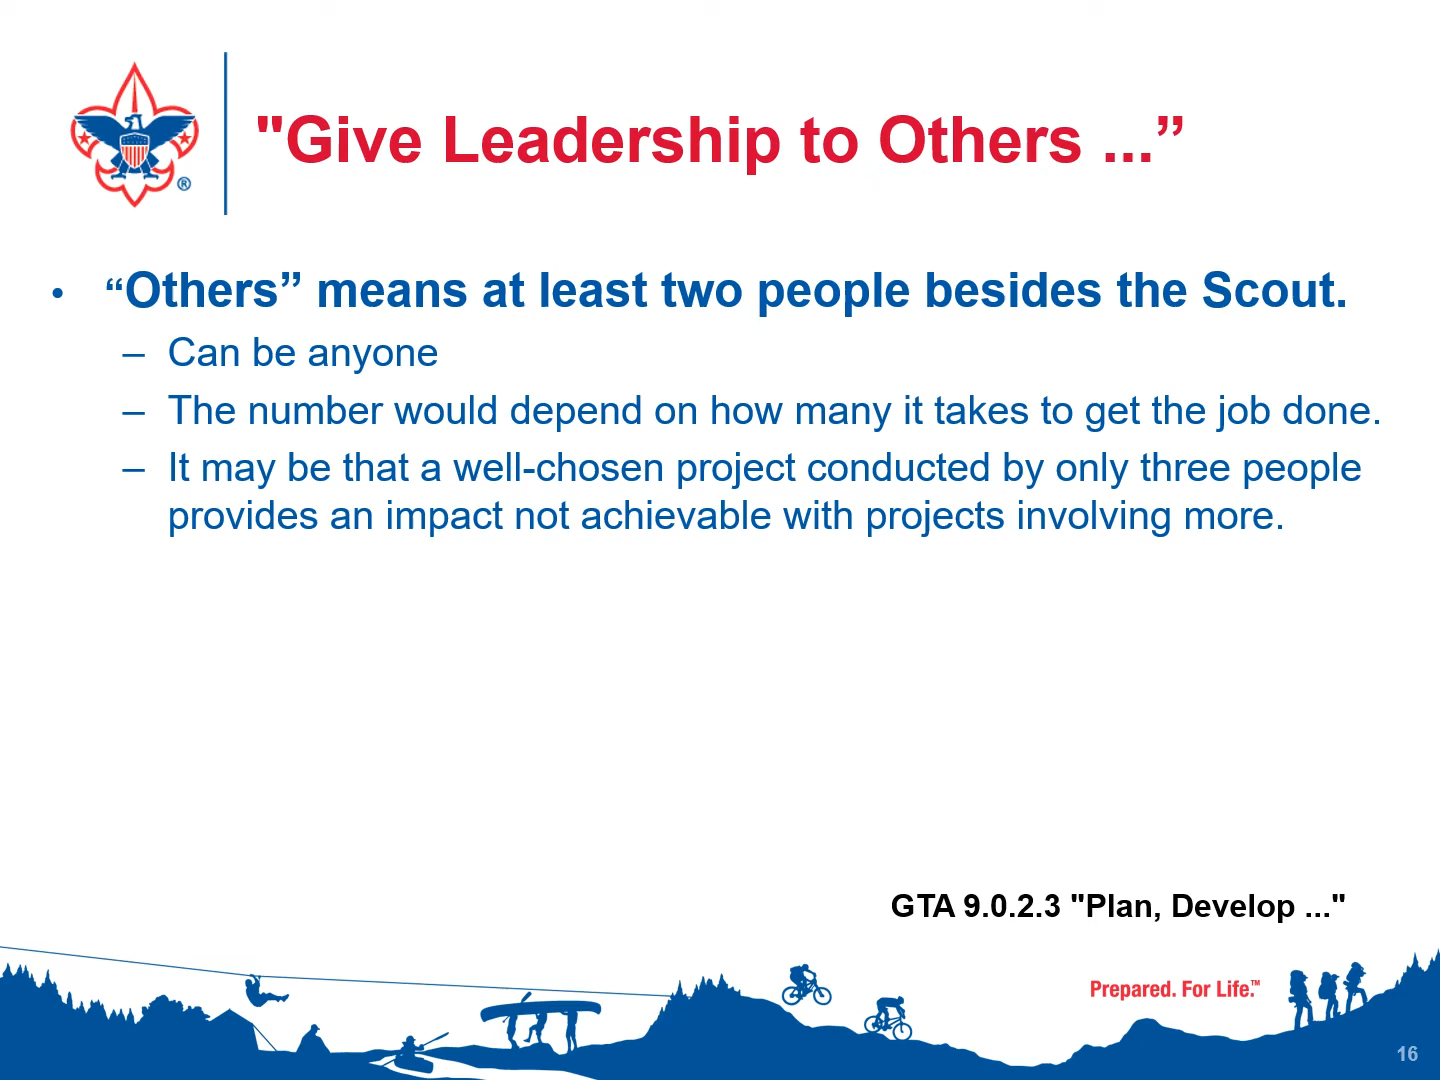 "Give Leadership to Others ...”
• “Others” means at least two people besides the Scout.
– Can be anyone
– The number would depend on how many it takes to get the job done.
– It may be that a well-chosen project conducted by only three people
provides an impact not achievable with projects involving more.
GTA 9.0.2.3 "Plan, Develop ..."
Prepared. For Life.™
16
®